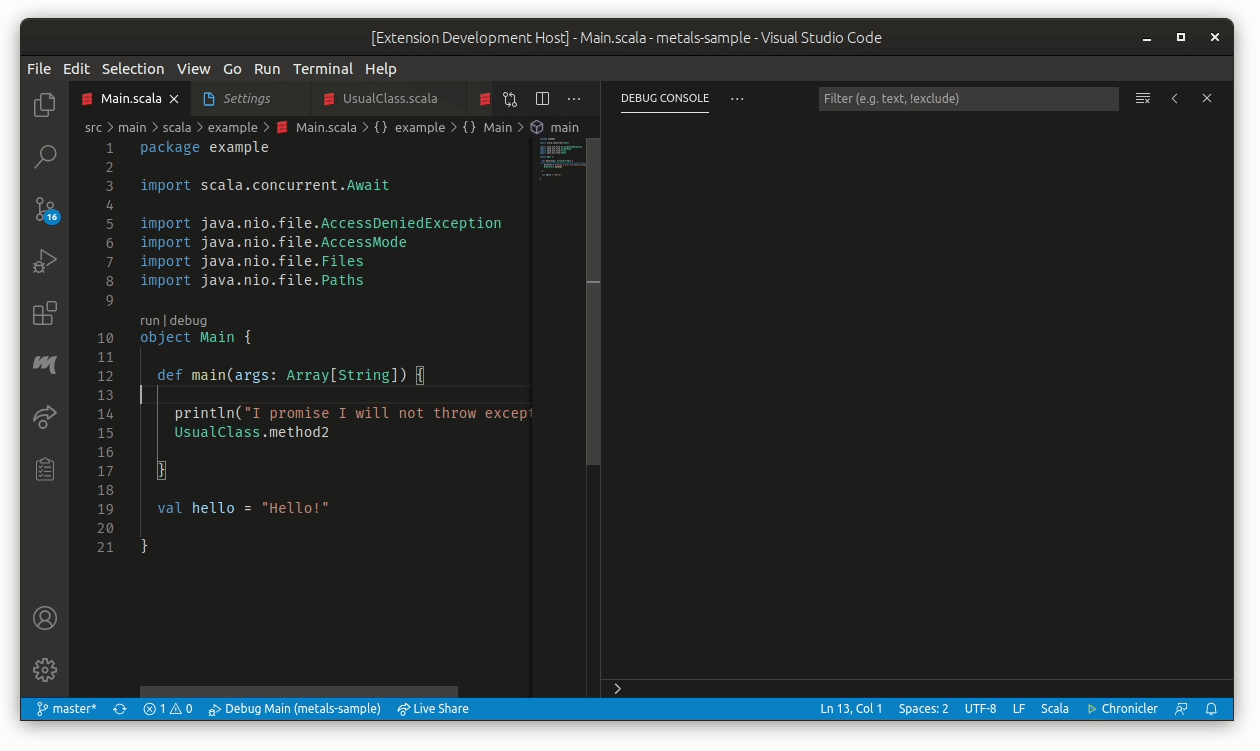 [Extension Development Host] - Main.scala - metals-sample - Visual Studio Code
File Edit Selection View Go Run Terminal Help
Main.scala Settings UsualClass.scala
DEBUG CONSOLE
Filter (e.g. text, !exclude)
src > main > scala > example > Main.scala > {} example > {} Main > main
1 package example
2
3 import scala.concurrent.Await
4
5 import java.nio.file.AccessDeniedException
6 import java.nio.file.AccessMode
7 import java.nio.file.Files
8 import java.nio.file.Paths
9
run | debug
10 object Main {
11
12 def main(args: Array[String]) {
13
14 println("I promise I will not throw except
15 UsualClass.method2
16
17 }
18
19 val hello = "Hello!"
20
21 }
16
master* 1 0 Debug Main (metals-sample) Live Share
Ln 13, Col 1 Spaces: 2 UTF-8 LF Scala Chronicler